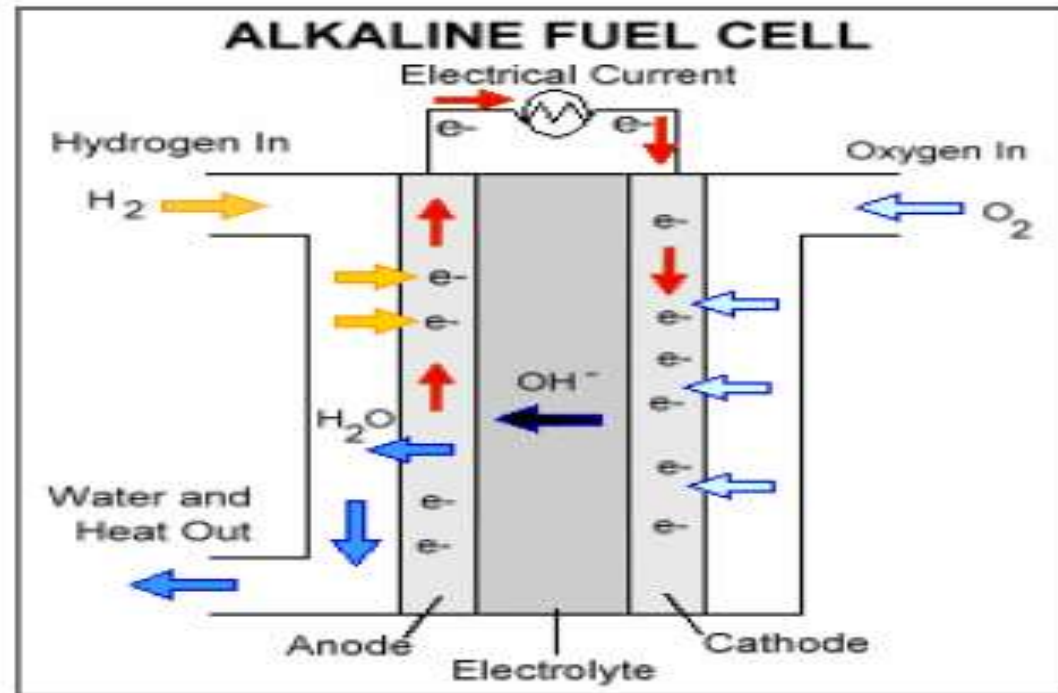 ALKALINE FUEL CELL
Electrical Current
e- e-
Hydrogen In
Oxygen In
H2
O2
e-
e-
e-
e-
e-
e-
OH-
H2O
e-
e-
e-
e-
Water and
Heat Out
Anode
Cathode
Electrolyte